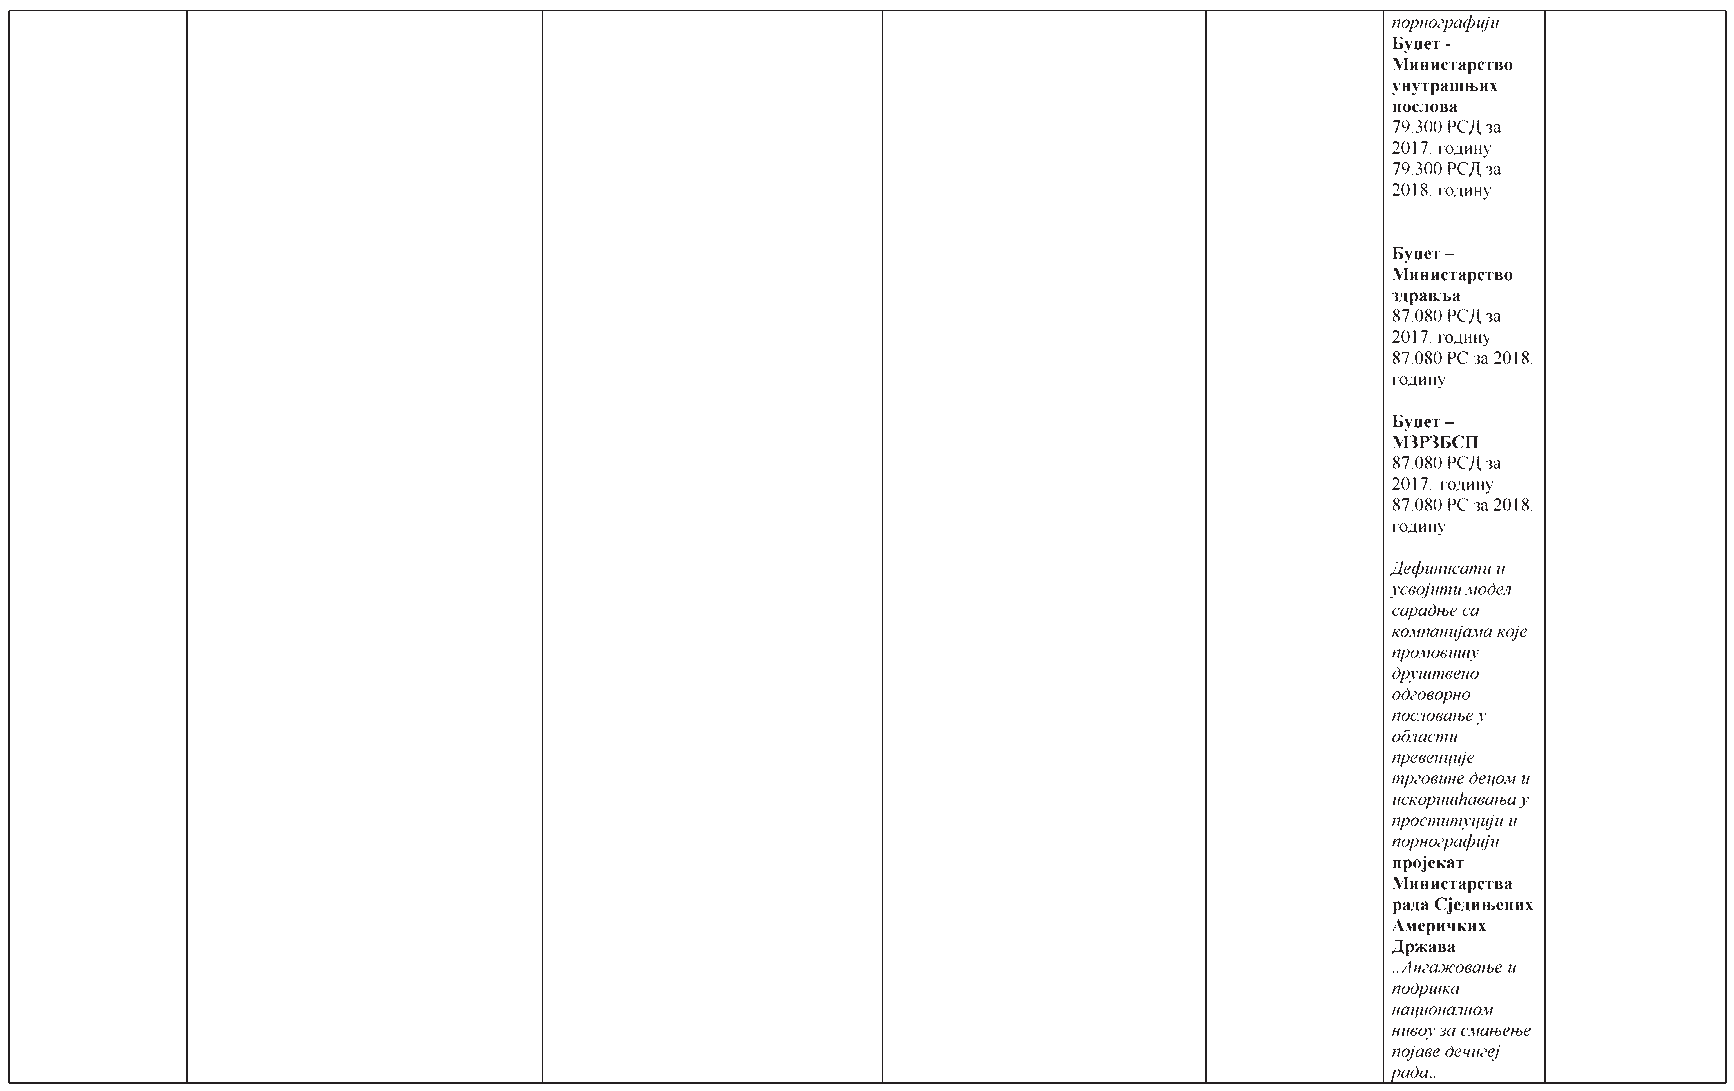 порнографији
Буџет -
Министарство
унутрашњих
послова
79.300 РСД за
2017. годину
79.300 РСД за
2018. годину
Буџет –
Министарство
здравља
87.080 РСД за
2017. годину
87.080 РС за 2018.
годину
Буџет –
МЗРЗБСП
87.080 РСД за
2017. годину
87.080 РС за 2018.
годину
Дефинисати и
усвојити модел
сарадње са
компанијама које
промовишу
друштвено
одговорно
пословање у
области
превенције
трговине децом и
искоришћавања у
проституцији и
порнографији
пројекат
Министарства
рада Сједињених
Америчких
Држава
„Ангажовање и
подршка
националном
нивоу за смањење
појаве дечијег
рада„